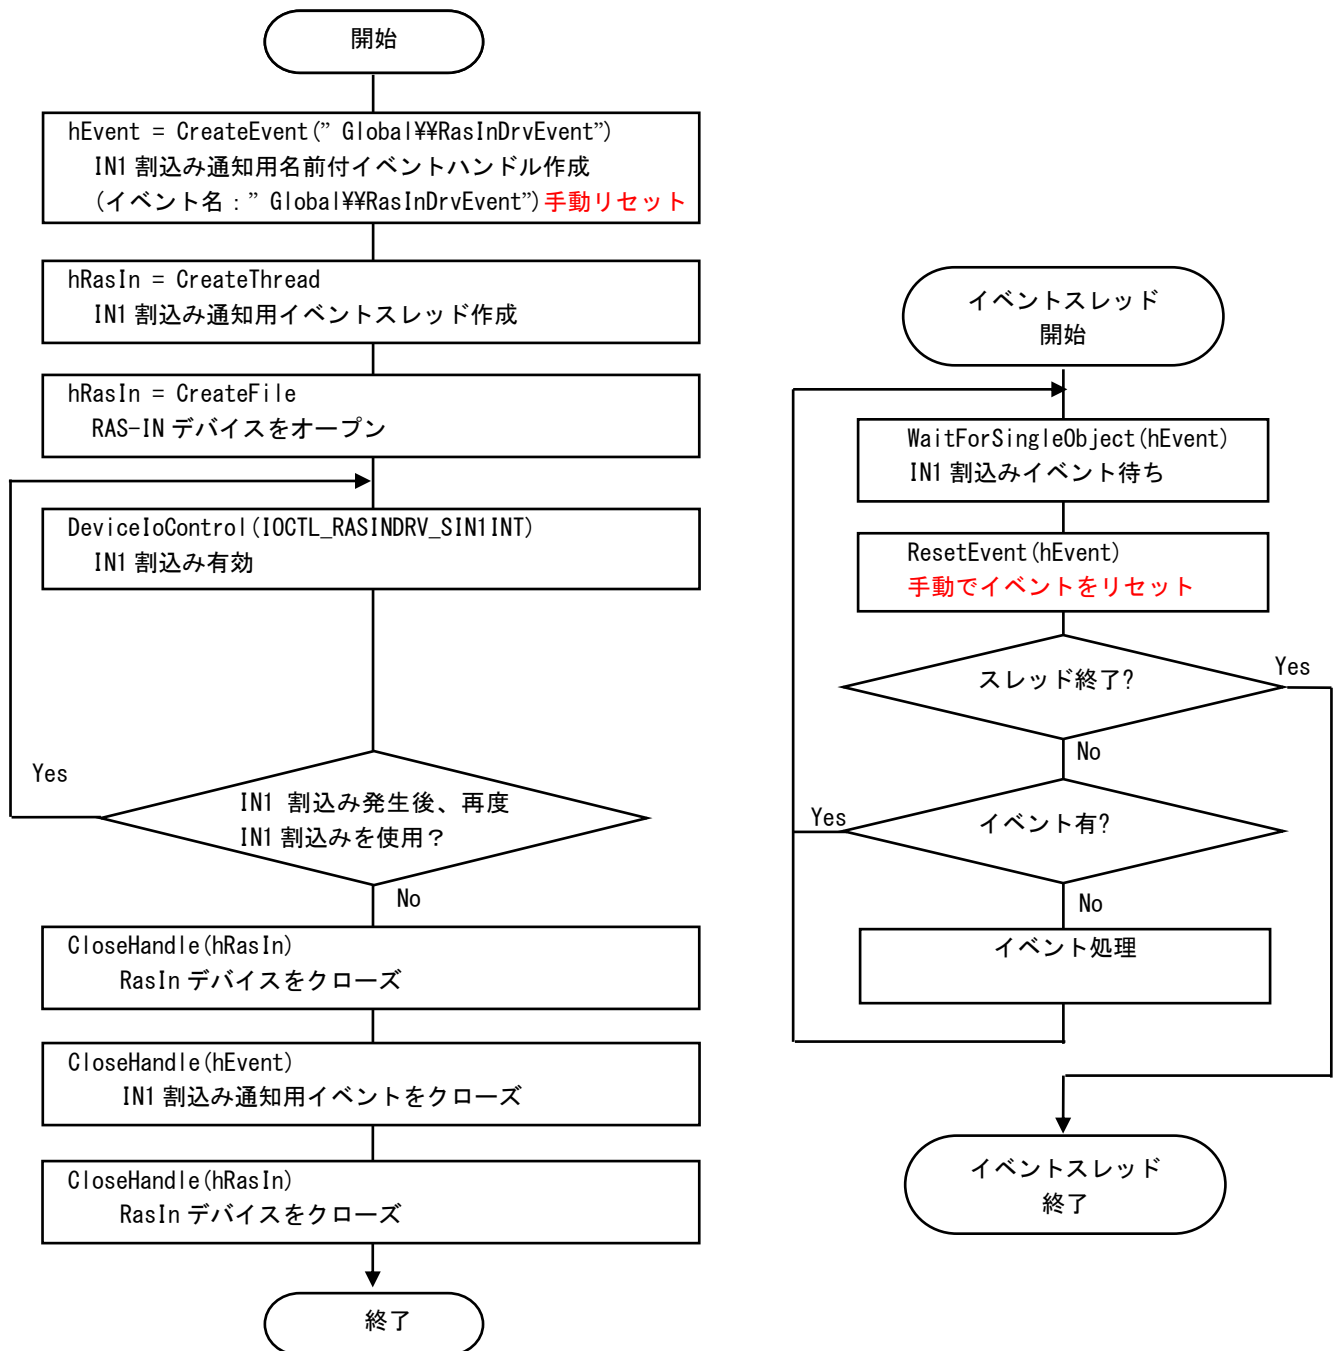 開始
hEvent = CreateEvent(” Global¥¥RasInDrvEvent”)
IN1 割込み通知用名前付イベントハンドル作成
(イベント名：” Global¥¥RasInDrvEvent”)手動リセット
hRasIn = CreateThread
IN1 割込み通知用イベントスレッド作成
hRasIn = CreateFile
RAS-IN デバイスをオープン
DeviceIoControl(IOCTL_RASINDRV_SIN1INT)
IN1 割込み有効
Yes
IN1 割込み発生後、再度
IN1 割込みを使用？
No
CloseHandle(hRasIn)
RasIn デバイスをクローズ
CloseHandle(hEvent)
IN1 割込み通知用イベントをクローズ
CloseHandle(hRasIn)
RasIn デバイスをクローズ
終了
イベントスレッド
開始
WaitForSingleObject(hEvent)
IN1 割込みイベント待ち
ResetEvent(hEvent)
手動でイベントをリセット
スレッド終了?
Yes
No
イベント有?
Yes
No
イベント処理
イベントスレッド
終了